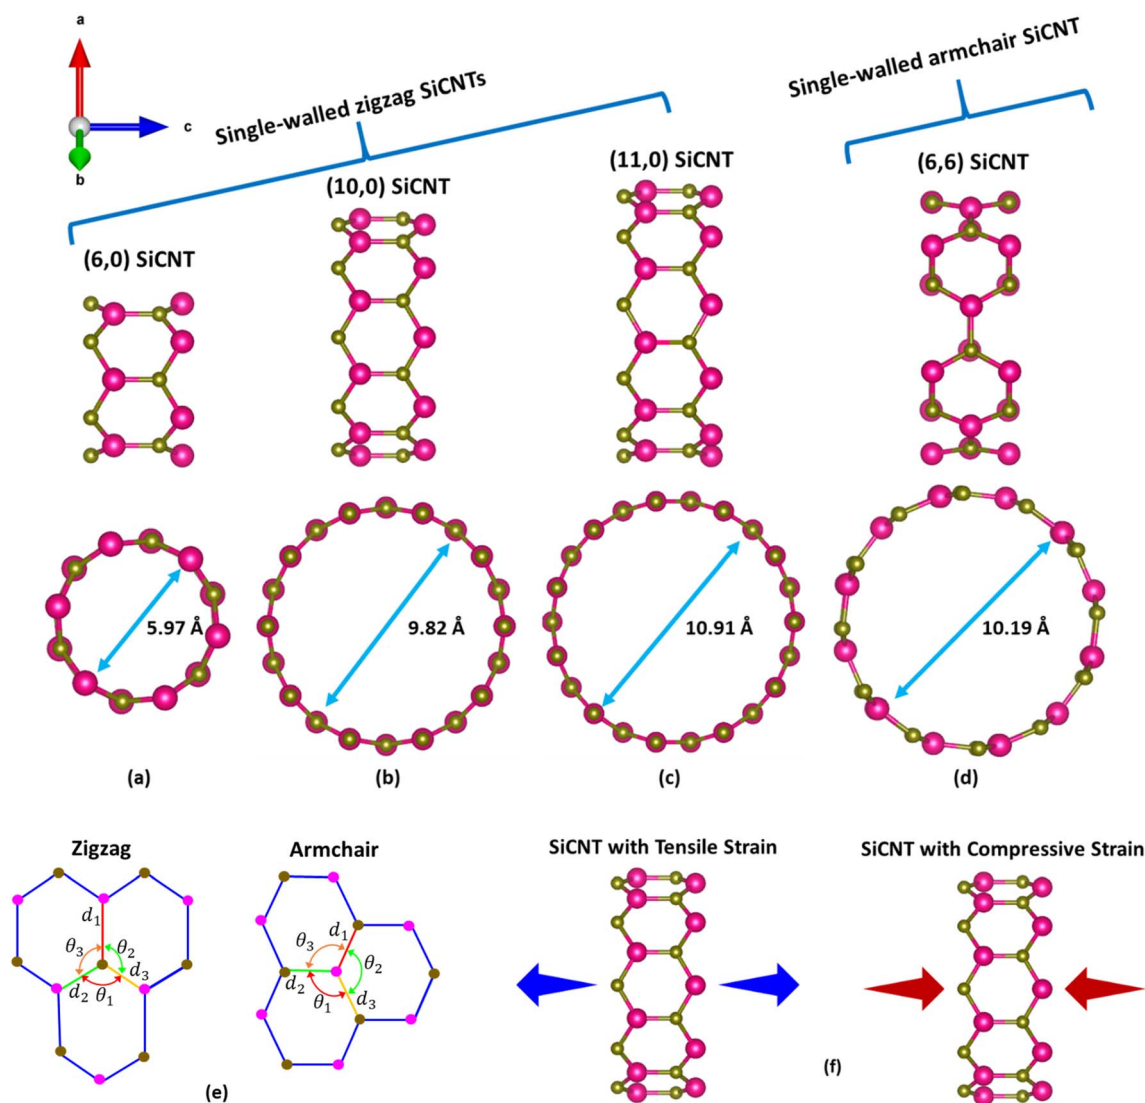 a
c
b
Single-walled zigzag SiCNTs
Single-walled armchair SiCNT
(6,0) SiCNT
(10,0) SiCNT
(11,0) SiCNT
(6,6) SiCNT
5.97 Å
9.82 Å
10.91 Å
10.19 Å
(a)
(b)
(c)
(d)
Zigzag
d₁
θ₃
θ₂
d₂
θ₁
d₃
Armchair
d₁
θ₃
θ₂
d₂
θ₁
d₃
(e)
SiCNT with Tensile Strain
SiCNT with Compressive Strain
(f)